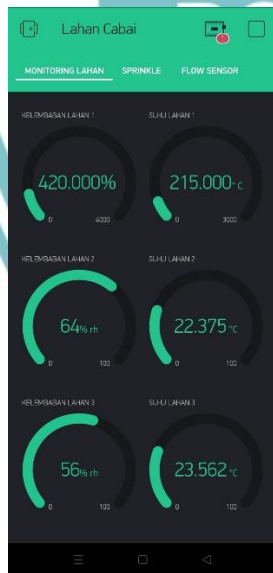 Lahan Cabai
MONITORING LAHAN SPRINKLE FLOW SENSOR
KELEMBABAN LAHAN 1 SUHU LAHAN 1
420.000% 215.000°C
0 4000 0 3000
KELEMBABAN LAHAN 2 SUHU LAHAN 2
64% rh 22.375 °C
0 100 0 100
KELEMBABAN LAHAN 3 SUHU LAHAN 3
56% rh 23.562 °C
0 100 0 100